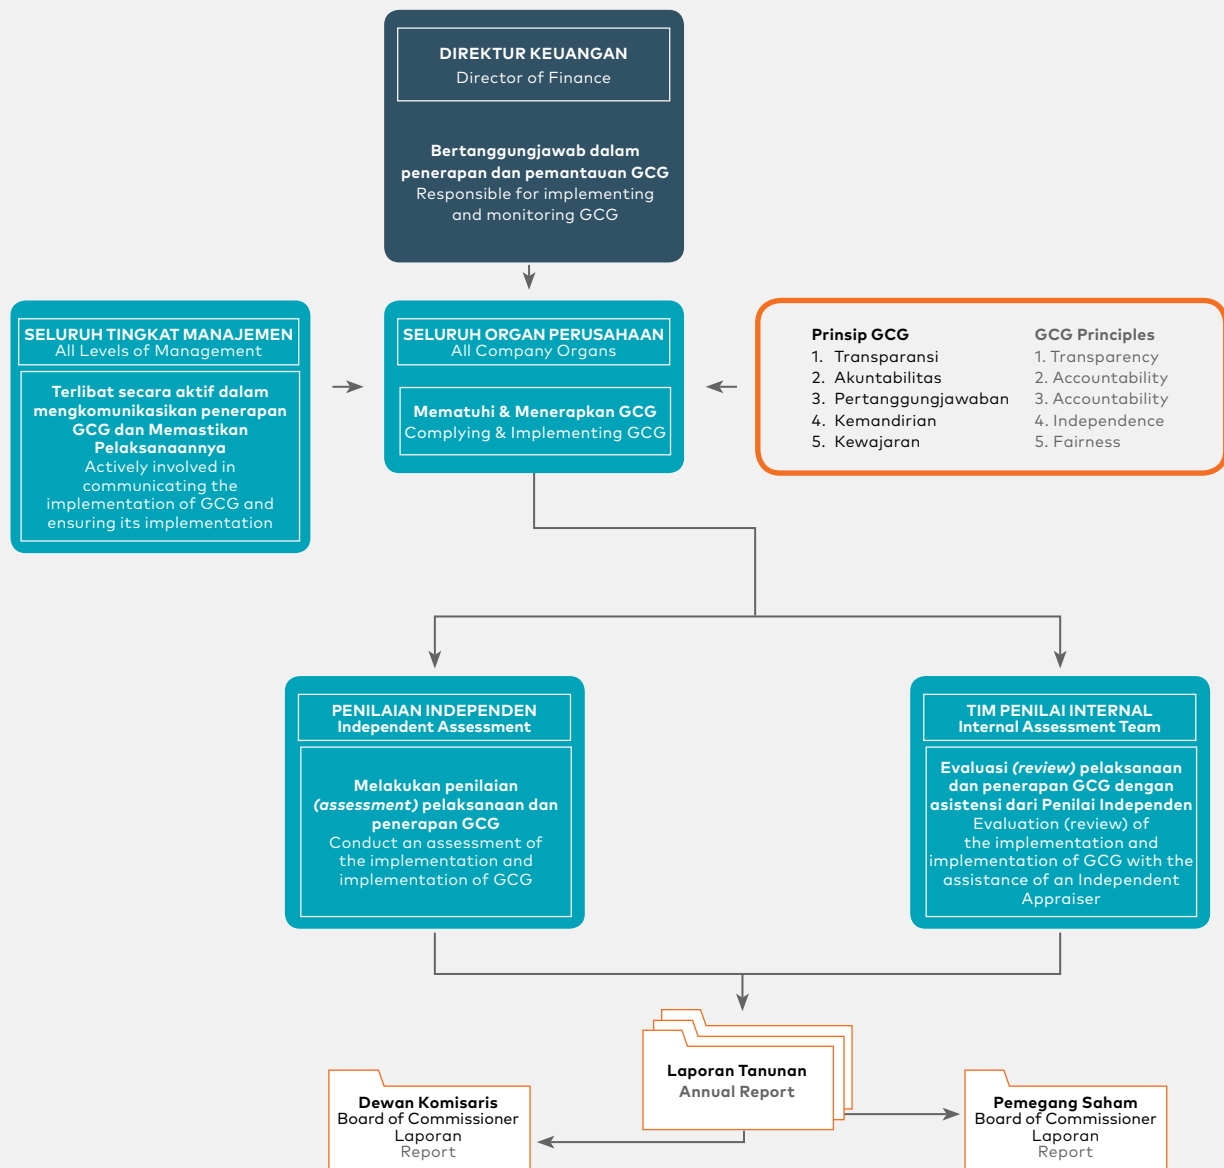 DIREKTUR KEUANGAN
Director of Finance
Bertanggungjawab dalam
penerapan dan pemantauan GCG
Responsible for implementing
and monitoring GCG
SELURUH TINGKAT MANAJEMEN
All Levels of Management
Terlibat secara aktif dalam
mengkomunikasikan penerapan
GCG dan Memastikan
Pelaksanaannya
Actively involved in
communicating the
implementation of GCG and
ensuring its implementation
SELURUH ORGAN PERUSAHAAN
All Company Organs
Mematuhi & Menerapkan GCG
Complying & Implementing GCG
Prinsip GCG
1. Transparansi
2. Akuntabilitas
3. Pertanggungjawaban
4. Kemandirian
5. Kewajaran
GCG Principles
1. Transparency
2. Accountability
3. Accountability
4. Independence
5. Fairness
PENILAIAN INDEPENDEN
Independent Assessment
Melakukan penilaian
(assessment) pelaksanaan dan
penerapan GCG
Conduct an assessment of
the implementation and
implementation of GCG
TIM PENILAI INTERNAL
Internal Assessment Team
Evaluasi (review) pelaksanaan
dan penerapan GCG dengan
asistensi dari Penilai Independen
Evaluation (review) of
the implementation and
implementation of GCG with the
assistance of an Independent
Appraiser
Laporan Tanunan
Annual Report
Dewan Komisaris
Board of Commissioner
Laporan
Report
Pemegang Saham
Board of Commissioner
Laporan
Report